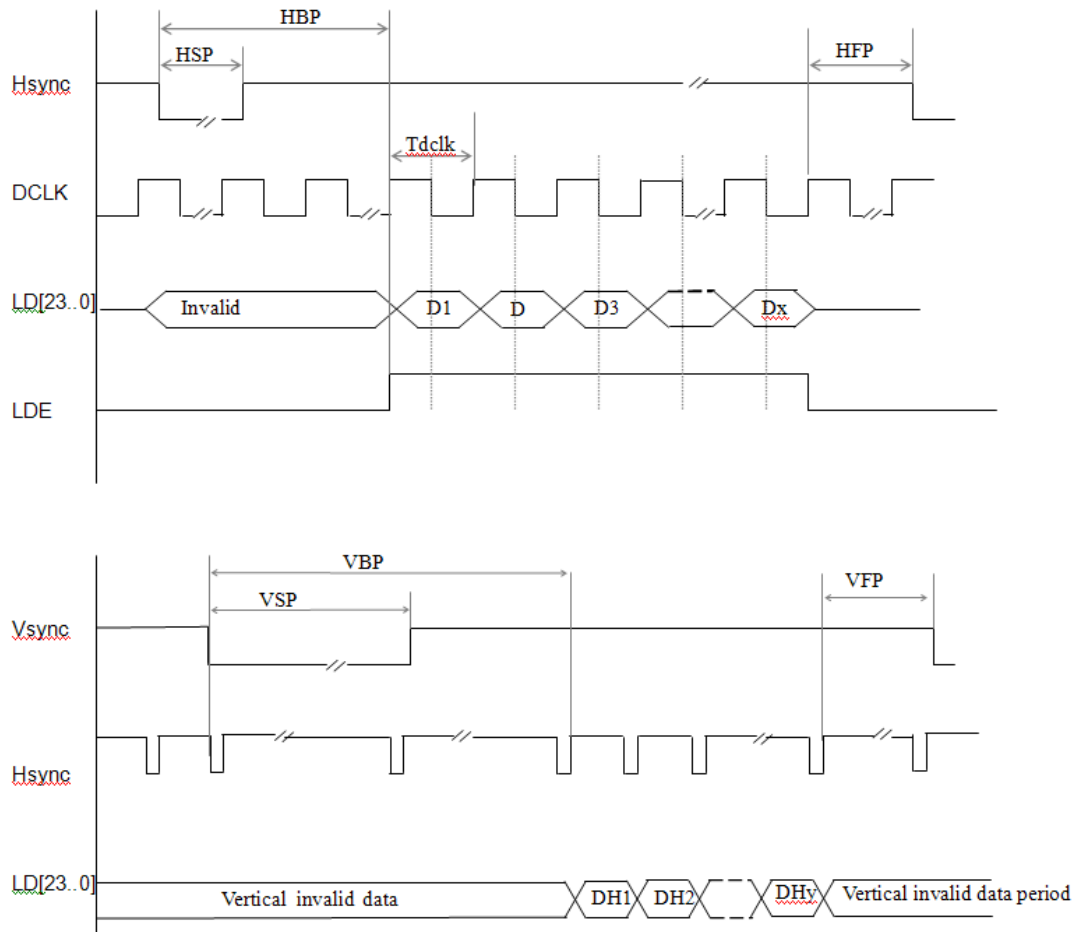 HBP
HSP
HFP
Hsync
Tdclk
DCLK
LD[23..0]
Invalid
D1
D
D3
Dx
LDE
VBP
VSP
VFP
Vsync
Hsync
LD[23..0]
Vertical invalid data
DH1
DH2
DHy
Vertical invalid data period